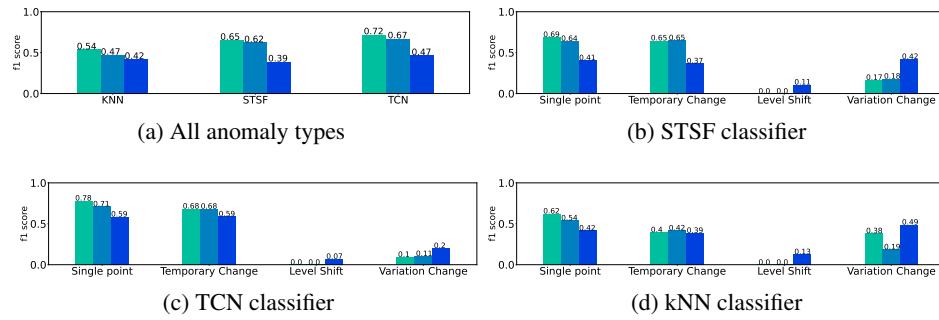 1.0
0.5
0.0
f1 score
0.54 0.47 0.42
0.65 0.62 0.39
0.72 0.67 0.47
KNN STSF TCN
(a) All anomaly types
1.0
0.5
0.0
f1 score
0.69 0.64 0.41
0.65 0.65 0.37
0.0 0.0 0.11
0.17 0.18 0.42
Single point Temporary Change Level Shift Variation Change
(b) STSF classifier
1.0
0.5
0.0
f1 score
0.78 0.71 0.59
0.68 0.68 0.59
0.0 0.0 0.07
0.1 0.11 0.2
Single point Temporary Change Level Shift Variation Change
(c) TCN classifier
1.0
0.5
0.0
f1 score
0.62 0.54 0.42
0.4 0.42 0.39
0.0 0.0 0.13
0.38 0.19 0.49
Single point Temporary Change Level Shift Variation Change
(d) kNN classifier